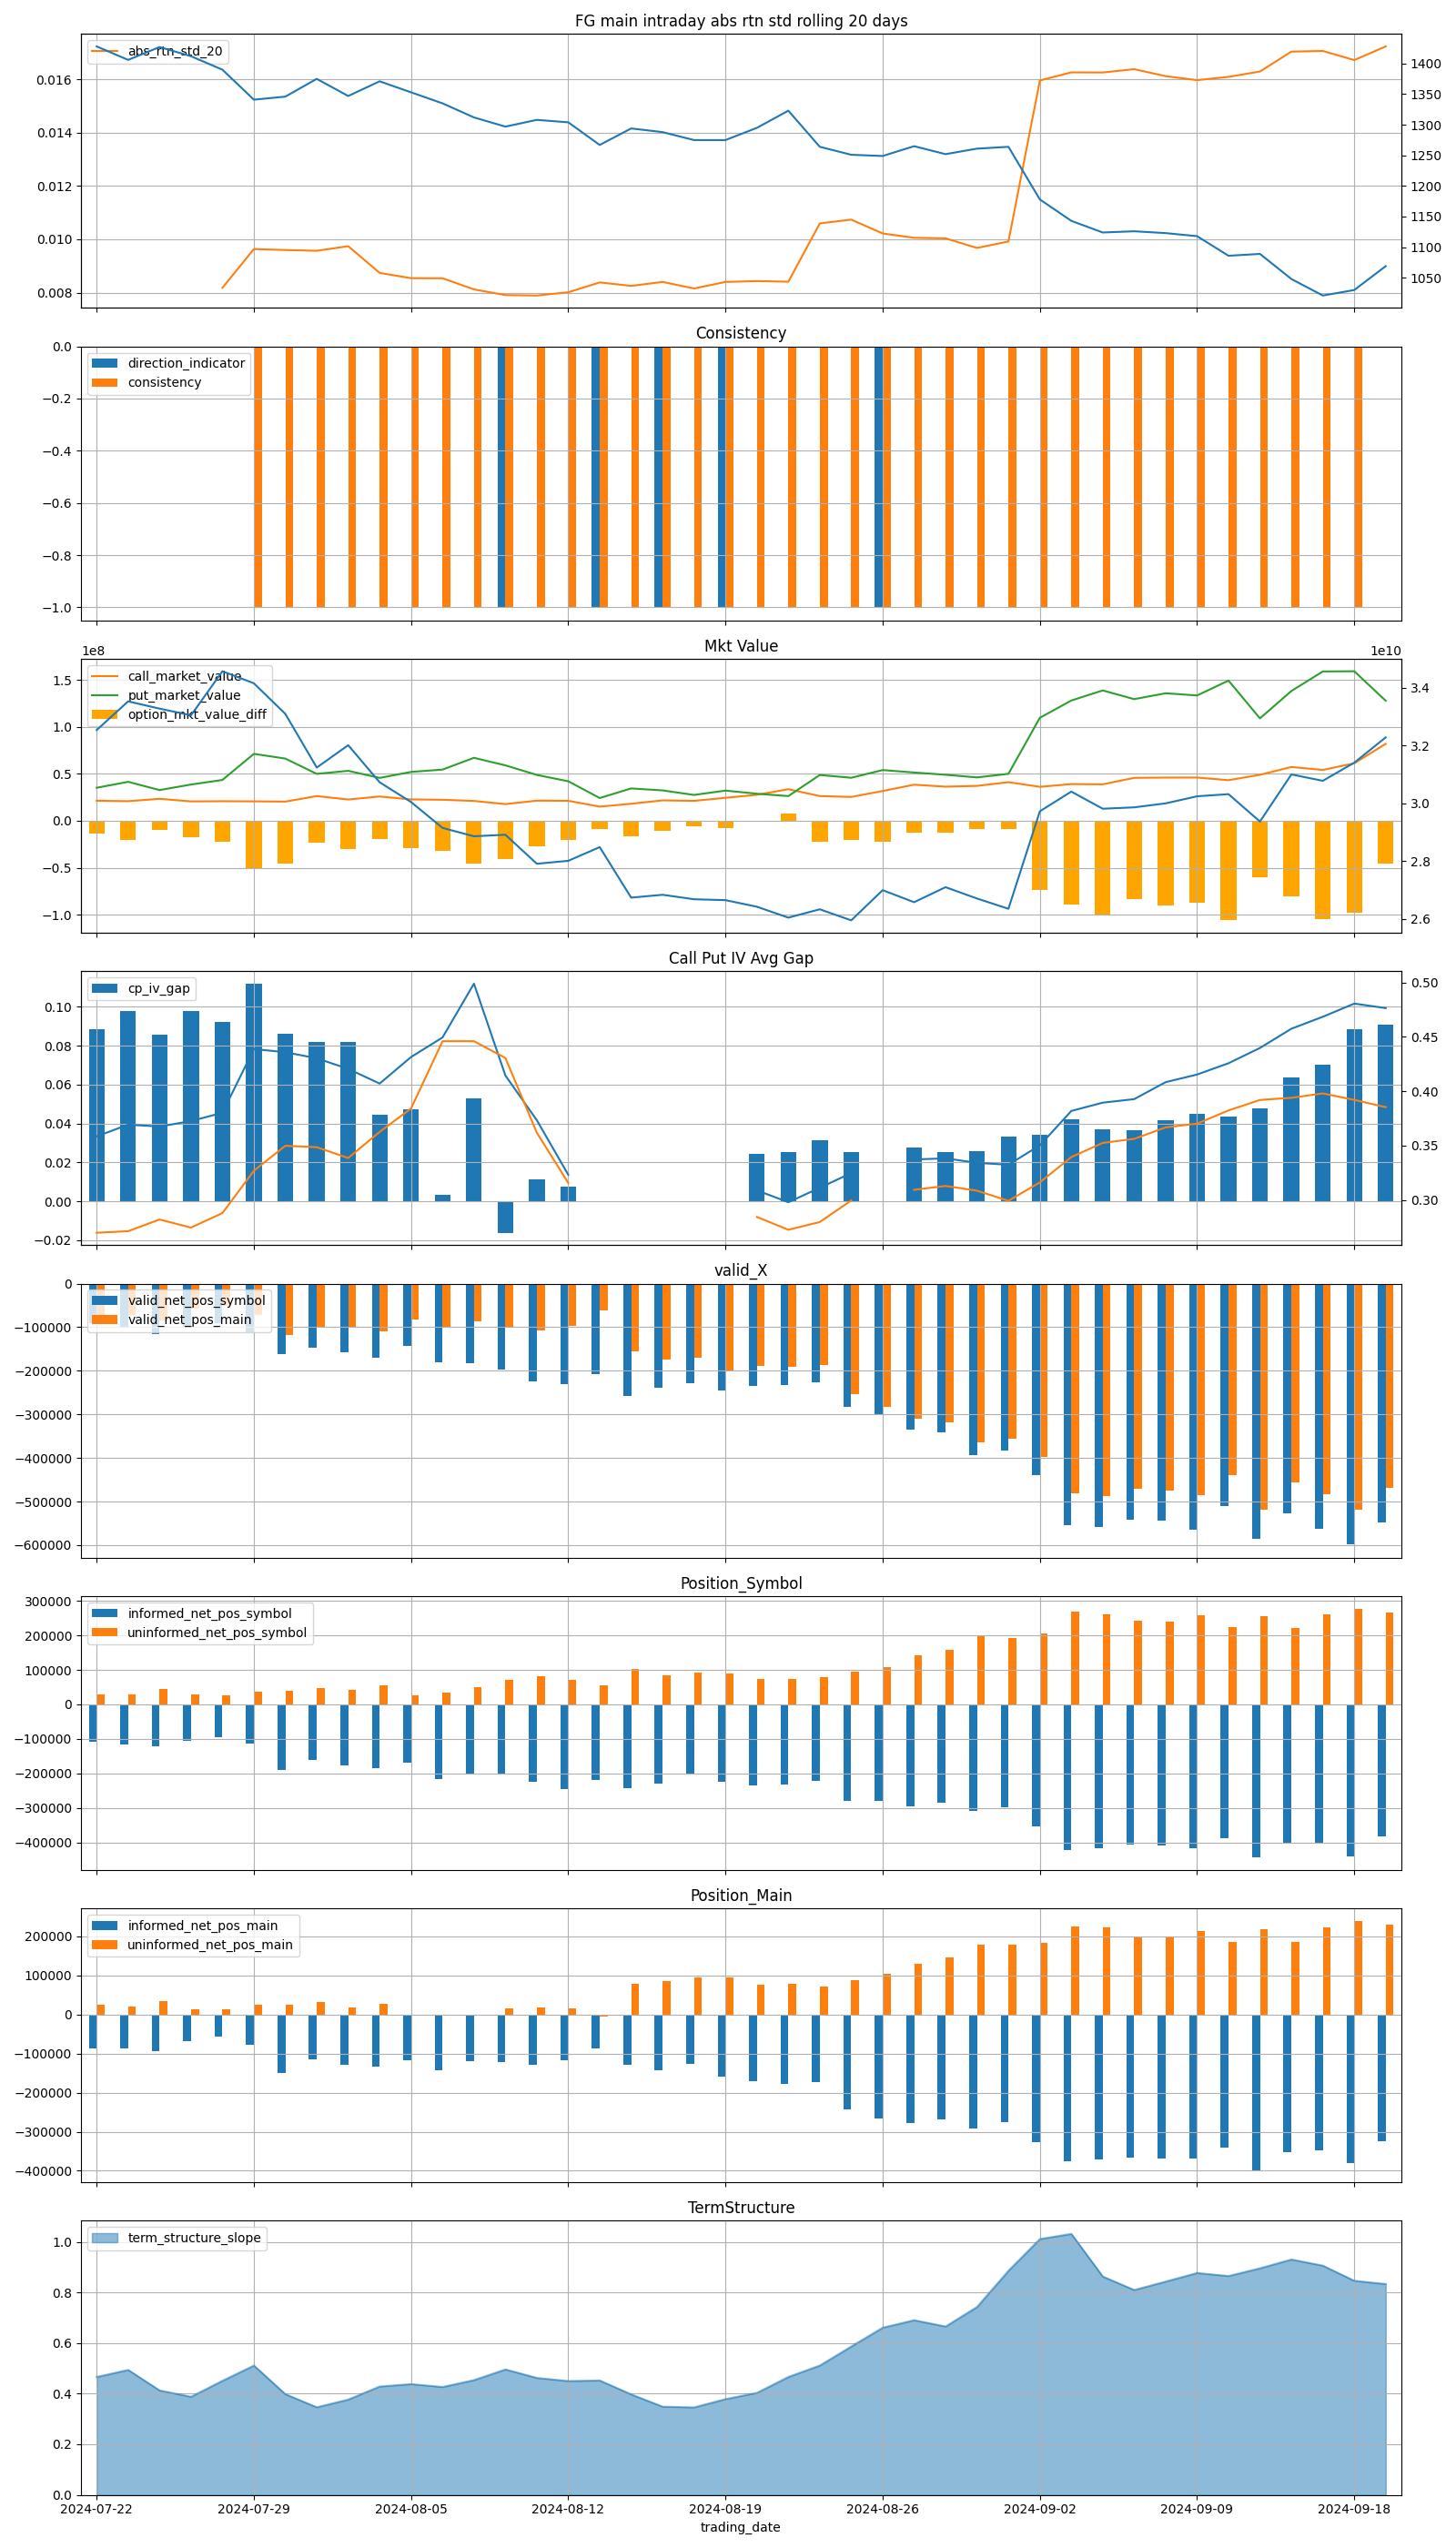 FG main intraday abs rtn std rolling 20 days
abs_rtn_std_20
0.016
0.014
0.012
0.010
0.008
1400
1350
1300
1250
1200
1150
1100
1050
Consistency
direction_indicator
consistency
0.0
−0.2
−0.4
−0.6
−0.8
−1.0
Mkt Value
1e8
1e10
call_market_value
put_market_value
option_mkt_value_diff
1.5
1.0
0.5
0.0
−0.5
−1.0
3.4
3.2
3.0
2.8
2.6
Call Put IV Avg Gap
cp_iv_gap
0.10
0.08
0.06
0.04
0.02
0.00
−0.02
0.50
0.45
0.40
0.35
0.30
valid_X
valid_net_pos_symbol
valid_net_pos_main
0
−100000
−200000
−300000
−400000
−500000
−600000
Position_Symbol
informed_net_pos_symbol
uninformed_net_pos_symbol
300000
200000
100000
0
−100000
−200000
−300000
−400000
Position_Main
informed_net_pos_main
uninformed_net_pos_main
200000
100000
0
−100000
−200000
−300000
−400000
TermStructure
term_structure_slope
1.0
0.8
0.6
0.4
0.2
0.0
2024-07-22 2024-07-29 2024-08-05 2024-08-12 2024-08-19 2024-08-26 2024-09-02 2024-09-09 2024-09-18
trading_date